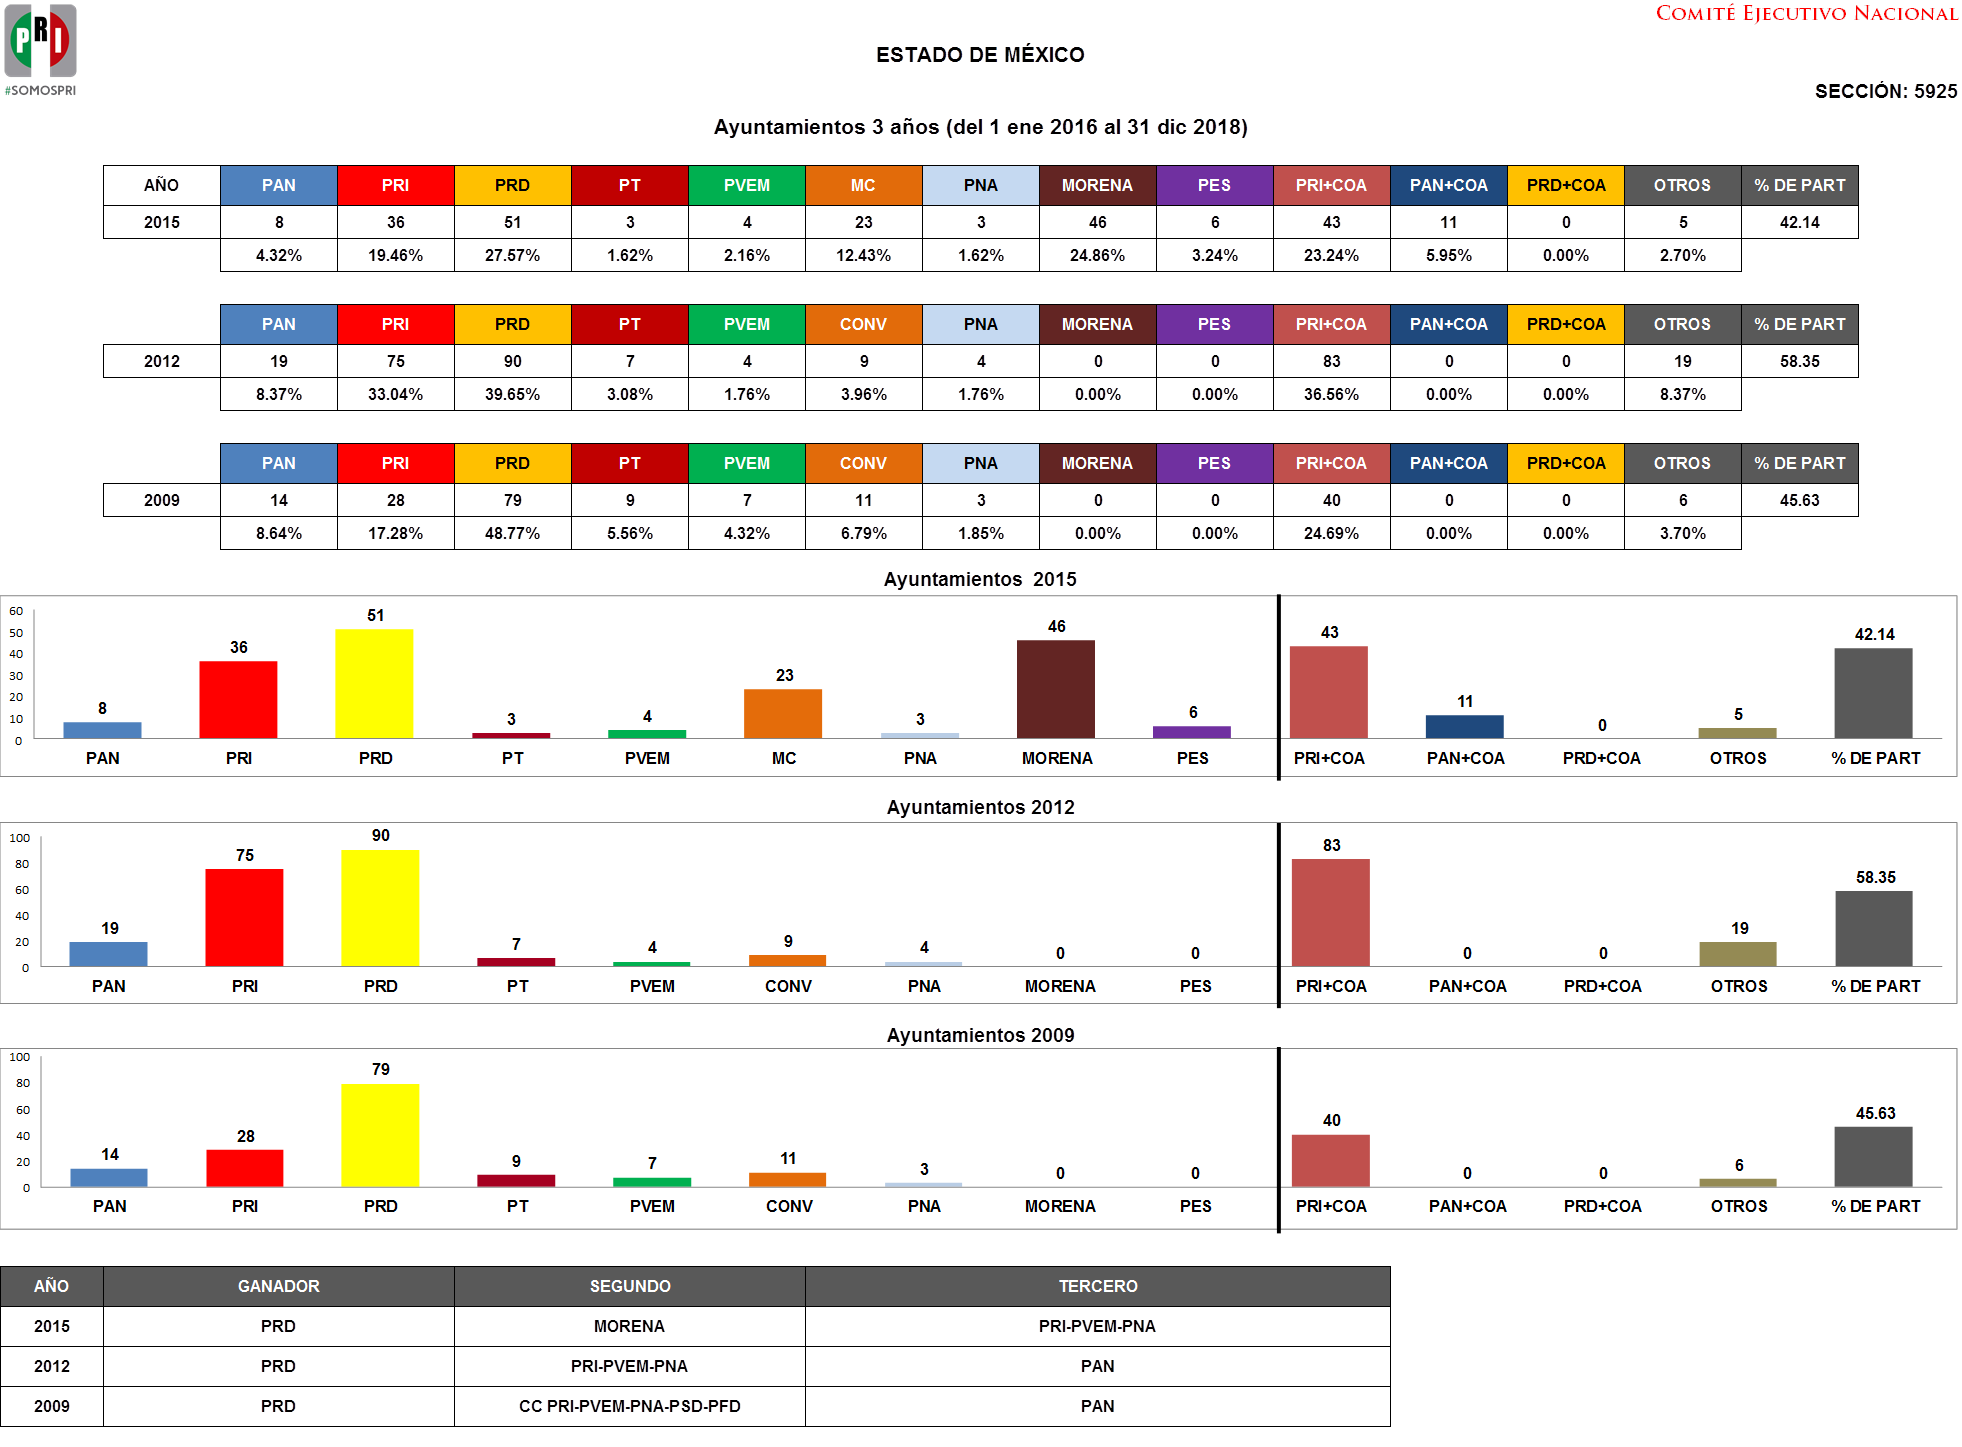 PRI
#SOMOSPRI
COMITÉ EJECUTIVO NACIONAL
ESTADO DE MÉXICO
SECCIÓN: 5925
Ayuntamientos 3 años (del 1 ene 2016 al 31 dic 2018)
AÑO PAN PRI PRD PT PVEM MC PNA MORENA PES PRI+COA PAN+COA PRD+COA OTROS % DE PART
2015 8 36 51 3 4 23 3 46 6 43 11 0 5 42.14
4.32% 19.46% 27.57% 1.62% 2.16% 12.43% 1.62% 24.86% 3.24% 23.24% 5.95% 0.00% 2.70%
PAN PRI PRD PT PVEM CONV PNA MORENA PES PRI+COA PAN+COA PRD+COA OTROS % DE PART
2012 19 75 90 7 4 9 4 0 0 83 0 0 19 58.35
8.37% 33.04% 39.65% 3.08% 1.76% 3.96% 1.76% 0.00% 0.00% 36.56% 0.00% 0.00% 8.37%
PAN PRI PRD PT PVEM CONV PNA MORENA PES PRI+COA PAN+COA PRD+COA OTROS % DE PART
2009 14 28 79 9 7 11 3 0 0 40 0 0 6 45.63
8.64% 17.28% 48.77% 5.56% 4.32% 6.79% 1.85% 0.00% 0.00% 24.69% 0.00% 0.00% 3.70%
Ayuntamientos 2015
60
50
40
30
20
10
0
8 36 51 3 4 23 3 46 6 43 11 0 5 42.14
PAN PRI PRD PT PVEM MC PNA MORENA PES PRI+COA PAN+COA PRD+COA OTROS % DE PART
Ayuntamientos 2012
100
80
60
40
20
0
19 75 90 7 4 9 4 0 0 83 0 0 19 58.35
PAN PRI PRD PT PVEM CONV PNA MORENA PES PRI+COA PAN+COA PRD+COA OTROS % DE PART
Ayuntamientos 2009
100
80
60
40
20
0
14 28 79 9 7 11 3 0 0 40 0 0 6 45.63
PAN PRI PRD PT PVEM CONV PNA MORENA PES PRI+COA PAN+COA PRD+COA OTROS % DE PART
AÑO GANADOR SEGUNDO TERCERO
2015 PRD MORENA PRI-PVEM-PNA
2012 PRD PRI-PVEM-PNA PAN
2009 PRD CC PRI-PVEM-PNA-PSD-PFD PAN